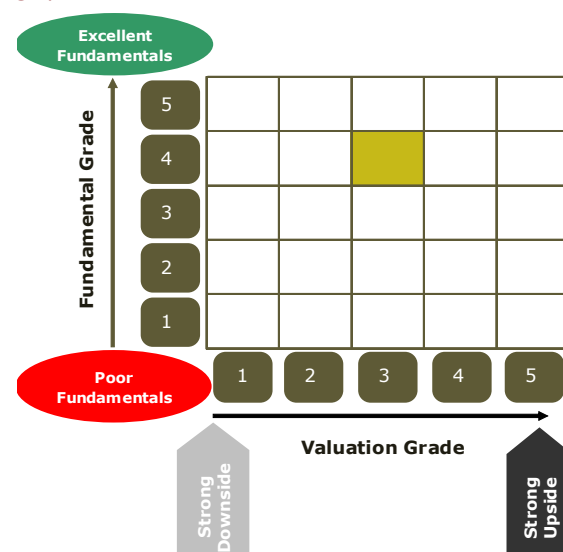 Excellent
Fundamentals
Fundamental Grade
5
4
3
2
1
Poor
Fundamentals
1 2 3 4 5
Valuation Grade
Strong
Downside
Strong
Upside